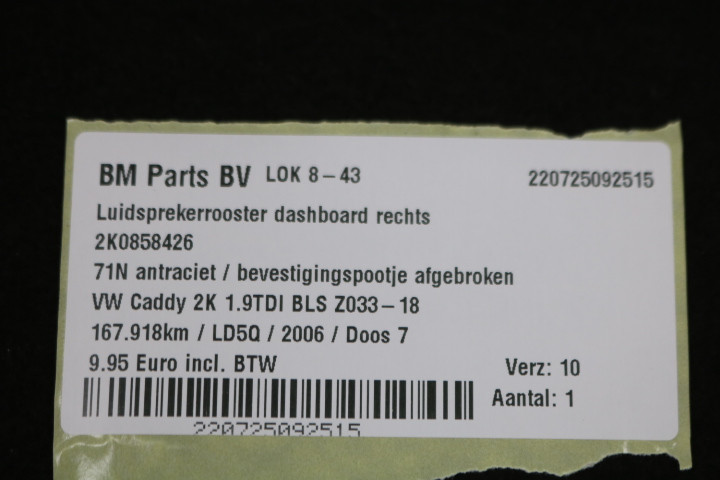 BM Parts BV LOK 8-43 220725092515
Luidsprekerrooster dashboard rechts
2K0858426
71N antraciet / bevestigingspootje afgebroken
VW Caddy 2K 1.9TDI BLS Z033-18
167.918km / LD5Q / 2006 / Doos 7
9.95 Euro incl. BTW Verz: 10
Aantal: 1
220725092515